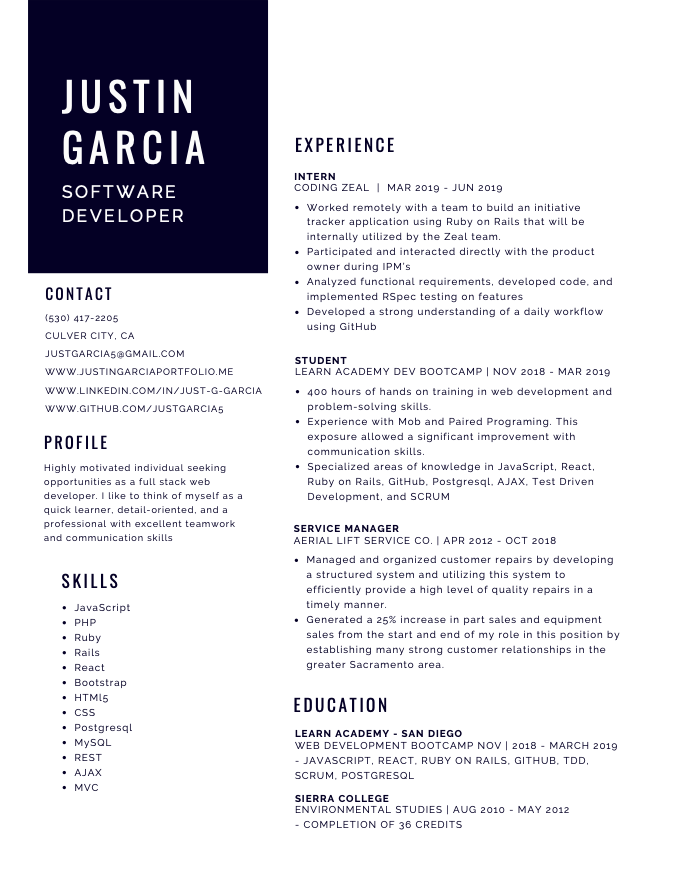 JUSTIN
GARCIA
SOFTWARE
DEVELOPER
CONTACT
(530) 417-2205
CULVER CITY, CA
JUSTGARCIA5@GMAIL.COM
WWW.JUSTINGARCIAPORTFOLIO.ME
WWW.LINKEDIN.COM/IN/JUST-G-GARCIA
WWW.GITHUB.COM/JUSTGARCIA5
PROFILE
Highly motivated individual seeking
opportunities as a full stack web
developer. I like to think of myself as a
quick learner, detail-oriented, and a
professional with excellent teamwork
and communication skills
SKILLS
• JavaScript
• PHP
• Ruby
• Rails
• React
• Bootstrap
• HTMl5
• CSS
• Postgresql
• MySQL
• REST
• AJAX
• MVC
EXPERIENCE
INTERN
CODING ZEAL | MAR 2019 - JUN 2019
• Worked remotely with a team to build an initiative
tracker application using Ruby on Rails that will be
internally utilized by the Zeal team.
• Participated and interacted directly with the product
owner during IPM's
• Analyzed functional requirements, developed code, and
implemented RSpec testing on features
• Developed a strong understanding of a daily workflow
using GitHub
STUDENT
LEARN ACADEMY DEV BOOTCAMP | NOV 2018 - MAR 2019
• 400 hours of hands on training in web development and
problem-solving skills.
• Experience with Mob and Paired Programing. This
exposure allowed a significant improvement with
communication skills.
• Specialized areas of knowledge in JavaScript, React,
Ruby on Rails, GitHub, Postgresql, AJAX, Test Driven
Development, and SCRUM
SERVICE MANAGER
AERIAL LIFT SERVICE CO. | APR 2012 - OCT 2018
• Managed and organized customer repairs by developing
a structured system and utilizing this system to
efficiently provide a high level of quality repairs in a
timely manner.
• Generated a 25% increase in part sales and equipment
sales from the start and end of my role in this position by
establishing many strong customer relationships in the
greater Sacramento area.
EDUCATION
LEARN ACADEMY - SAN DIEGO
WEB DEVELOPMENT BOOTCAMP NOV | 2018 - MARCH 2019
- JAVASCRIPT, REACT, RUBY ON RAILS, GITHUB, TDD,
SCRUM, POSTGRESQL
SIERRA COLLEGE
ENVIRONMENTAL STUDIES | AUG 2010 - MAY 2012
- COMPLETION OF 36 CREDITS